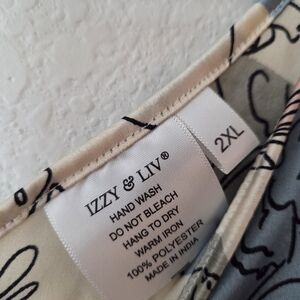 IZZY & LIV®
HAND WASH
DO NOT BLEACH
HANG TO DRY
WARM IRON
100% POLYESTER
MADE IN INDIA
2XL